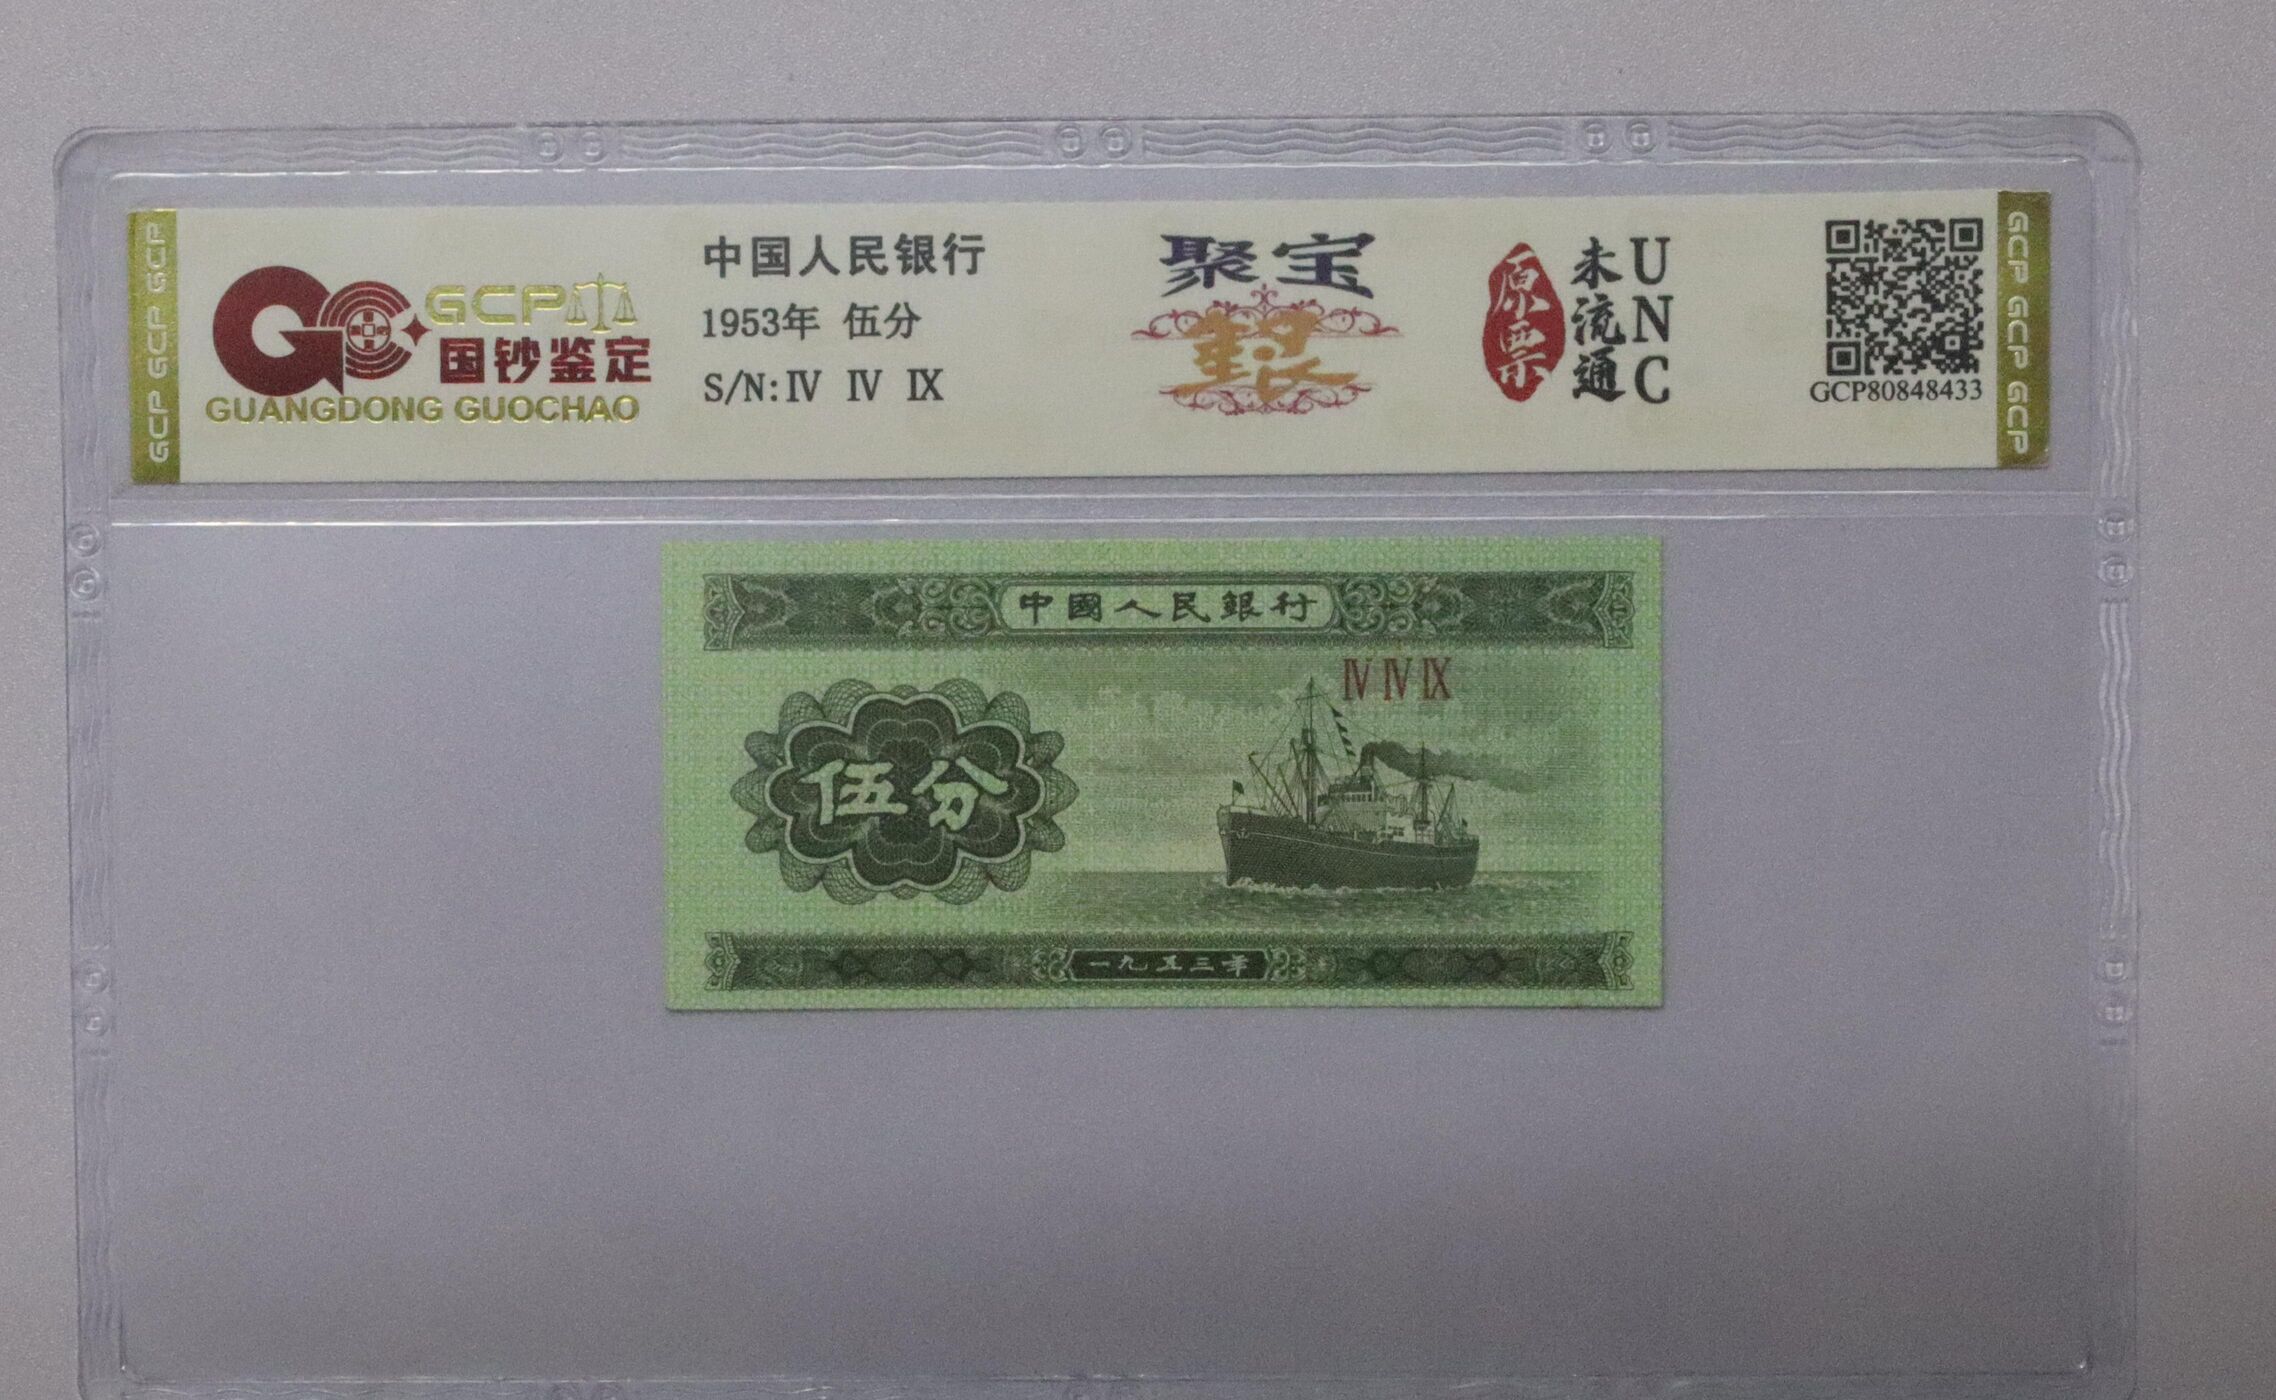 GCP GCP GCP
GCP
国钞鉴定
GUANGDONG GUOCHAO
中国人民银行
1953年 伍分
S/N:Ⅳ Ⅳ Ⅸ
聚宝
原票
未流通
UNC
GCP80848433
GCP GCP GCP
中國人民銀行
Ⅳ Ⅳ Ⅸ
伍分
一九五三年